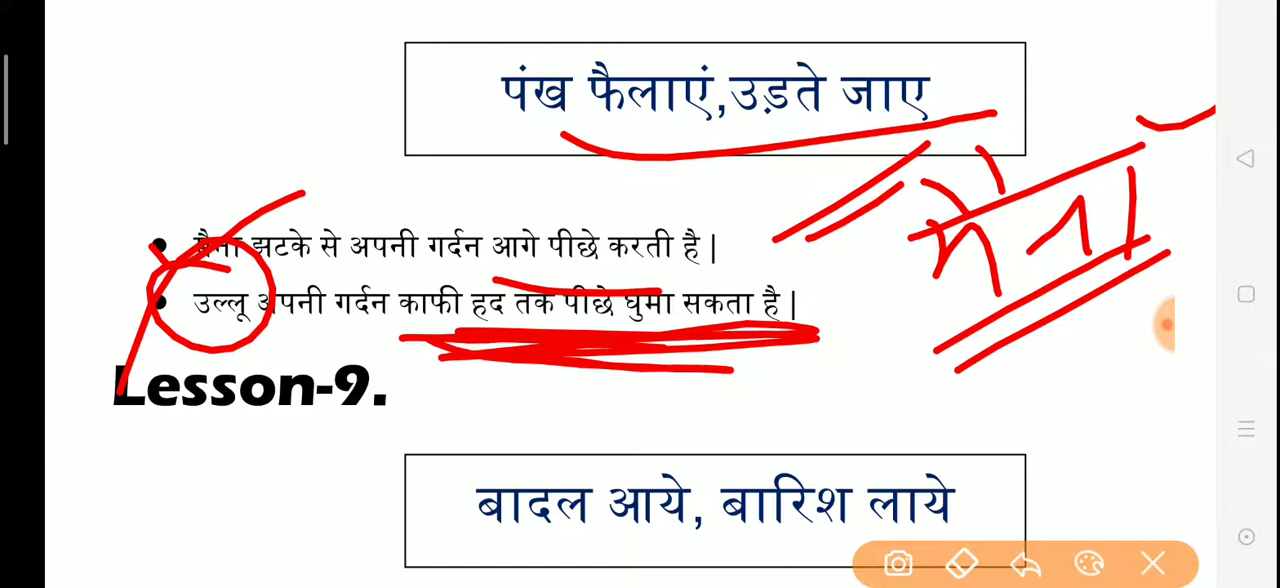 पंख फैलाएं,उड़ते जाए
मैना
मैना झटके से अपनी गर्दन आगे पीछे करती है |
उल्लू अपनी गर्दन काफी हद तक पीछे घुमा सकता है |
Lesson-9.
बादल आये, बारिश लाये